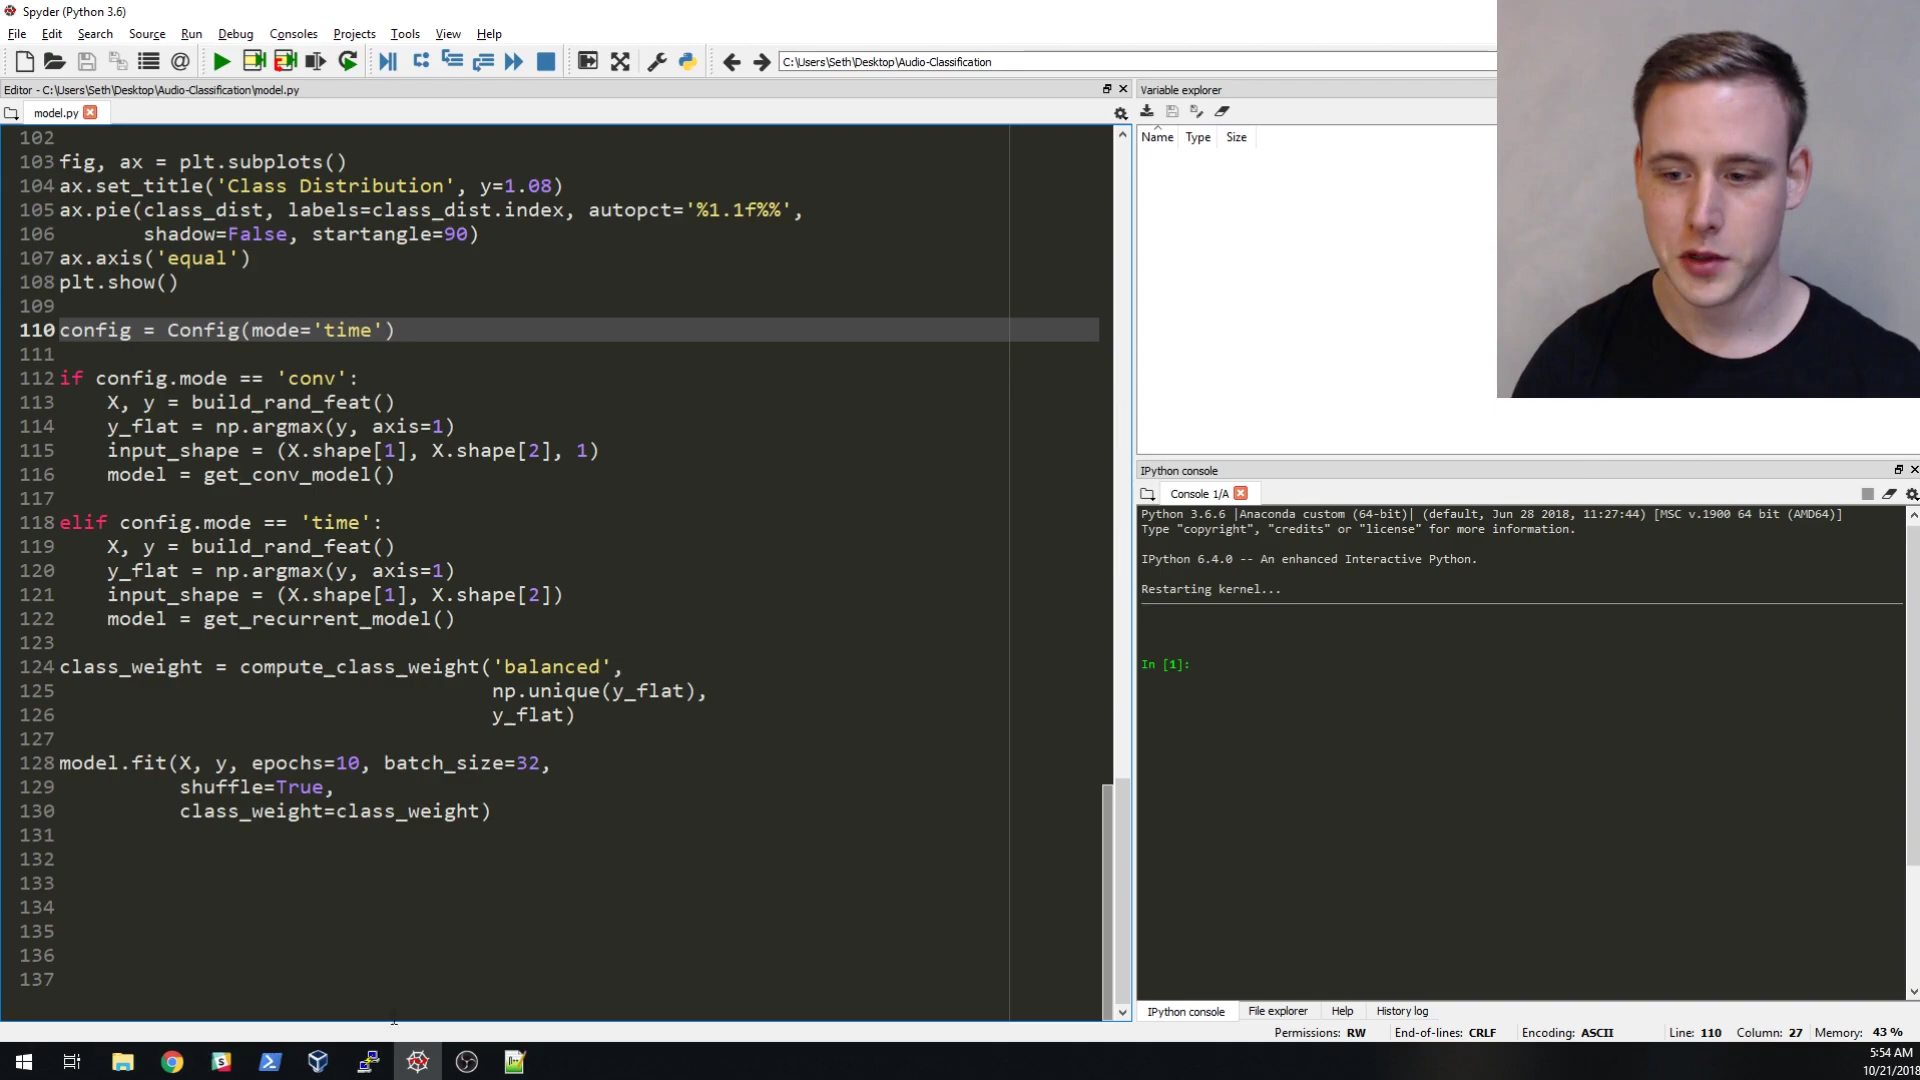 Spyder (Python 3.6)
File Edit Search Source Run Debug Consoles Projects Tools View Help
C:\Users\Seth\Desktop\Audio-Classification
Editor - C:\Users\Seth\Desktop\Audio-Classification\model.py
model.py
102
103 fig, ax = plt.subplots()
104 ax.set_title('Class Distribution', y=1.08)
105 ax.pie(class_dist, labels=class_dist.index, autopct='%1.1f%%',
106 shadow=False, startangle=90)
107 ax.axis('equal')
108 plt.show()
109
110 config = Config(mode='time')
111
112 if config.mode == 'conv':
113 X, y = build_rand_feat()
114 y_flat = np.argmax(y, axis=1)
115 input_shape = (X.shape[1], X.shape[2], 1)
116 model = get_conv_model()
117
118 elif config.mode == 'time':
119 X, y = build_rand_feat()
120 y_flat = np.argmax(y, axis=1)
121 input_shape = (X.shape[1], X.shape[2])
122 model = get_recurrent_model()
123
124 class_weight = compute_class_weight('balanced',
125 np.unique(y_flat),
126 y_flat)
127
128 model.fit(X, y, epochs=10, batch_size=32,
129 shuffle=True,
130 class_weight=class_weight)
131
132
133
134
135
136
137
Variable explorer
Name Type Size
IPython console
Console 1/A
Python 3.6.6 |Anaconda custom (64-bit)| (default, Jun 28 2018, 11:27:44) [MSC v.1900 64 bit (AMD64)]
Type "copyright", "credits" or "license" for more information.
IPython 6.4.0 -- An enhanced Interactive Python.
Restarting kernel...
In [1]:
IPython console File explorer Help History log
Permissions: RW End-of-lines: CRLF Encoding: ASCII Line: 110 Column: 27 Memory: 43 %
5:54 AM
10/21/2018